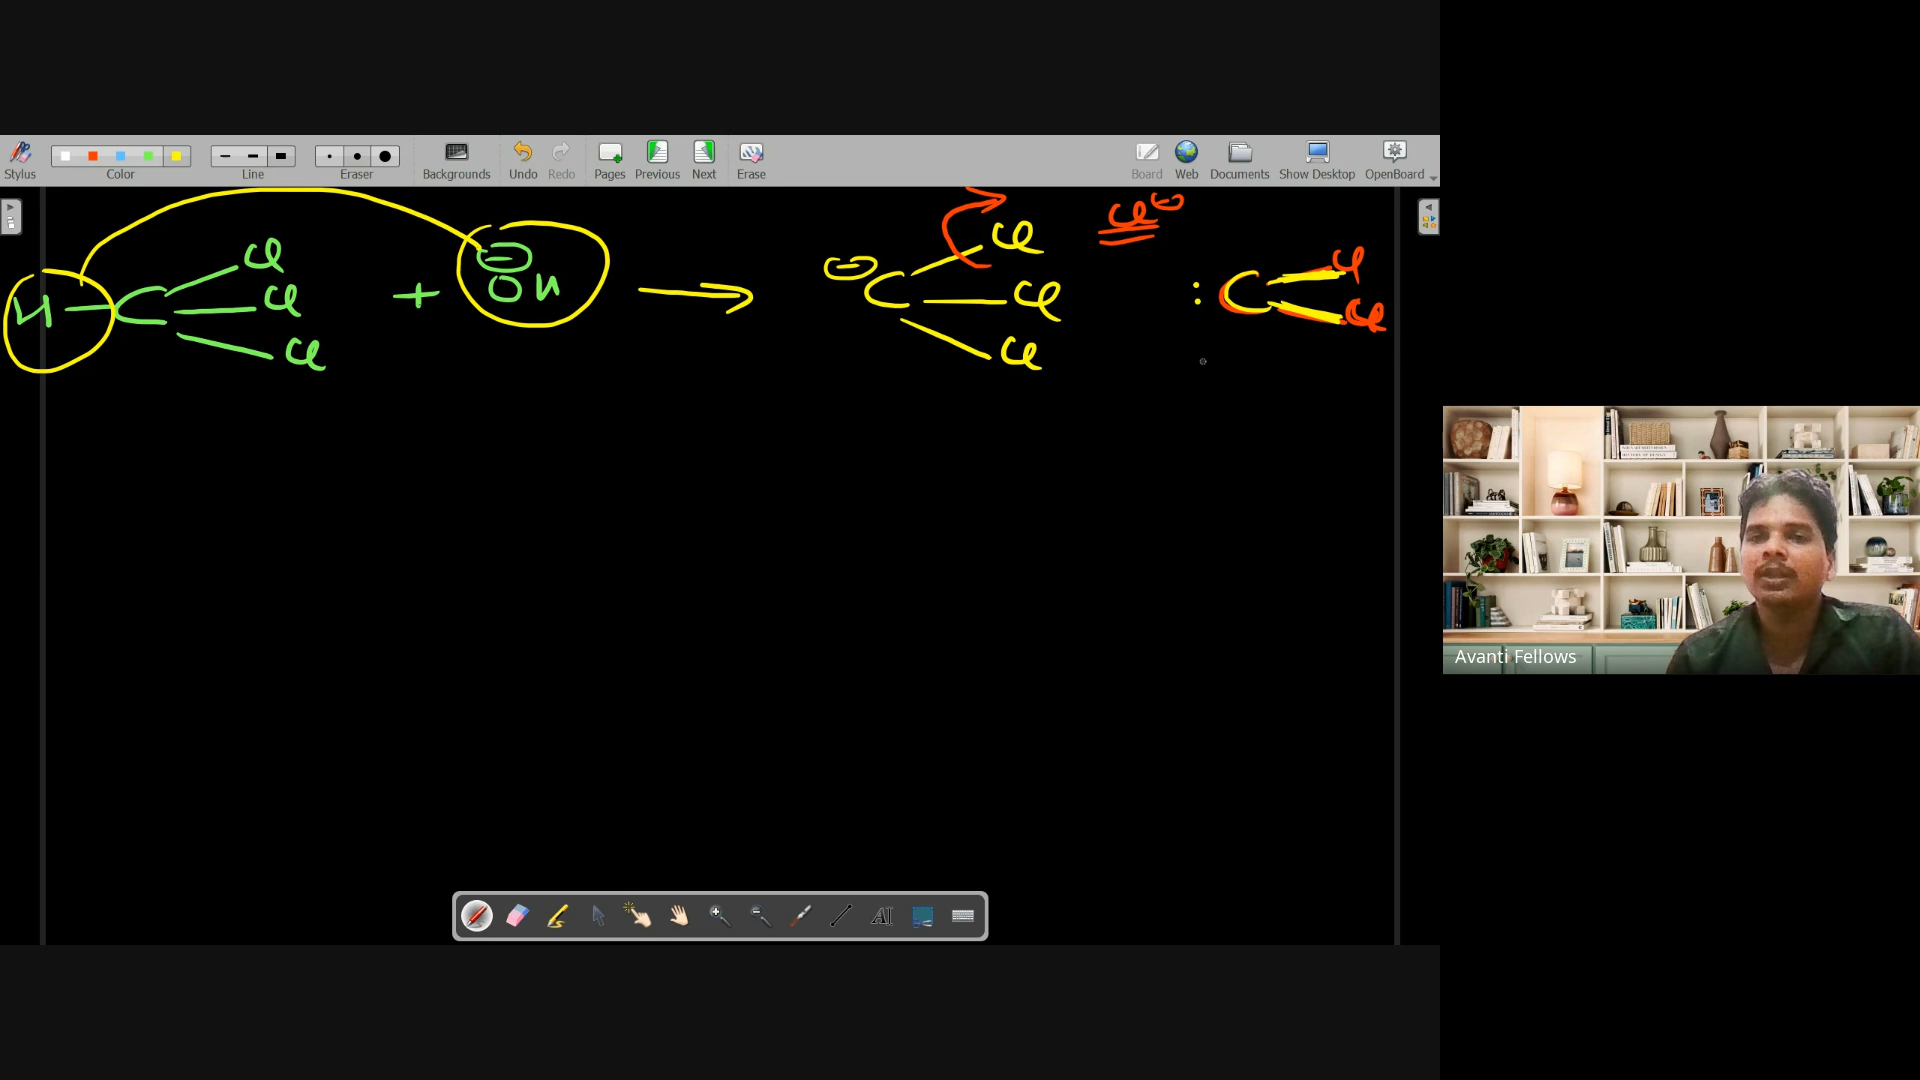 Stylus Color Line Eraser Backgrounds Undo Redo Pages Previous Next Erase Board Web Documents Show Desktop OpenBoard
H-C Cl Cl Cl + ⊖OH → ⊖C Cl Cl Cl Cl⊖ :C Cl Cl
AI
Avanti Fellows